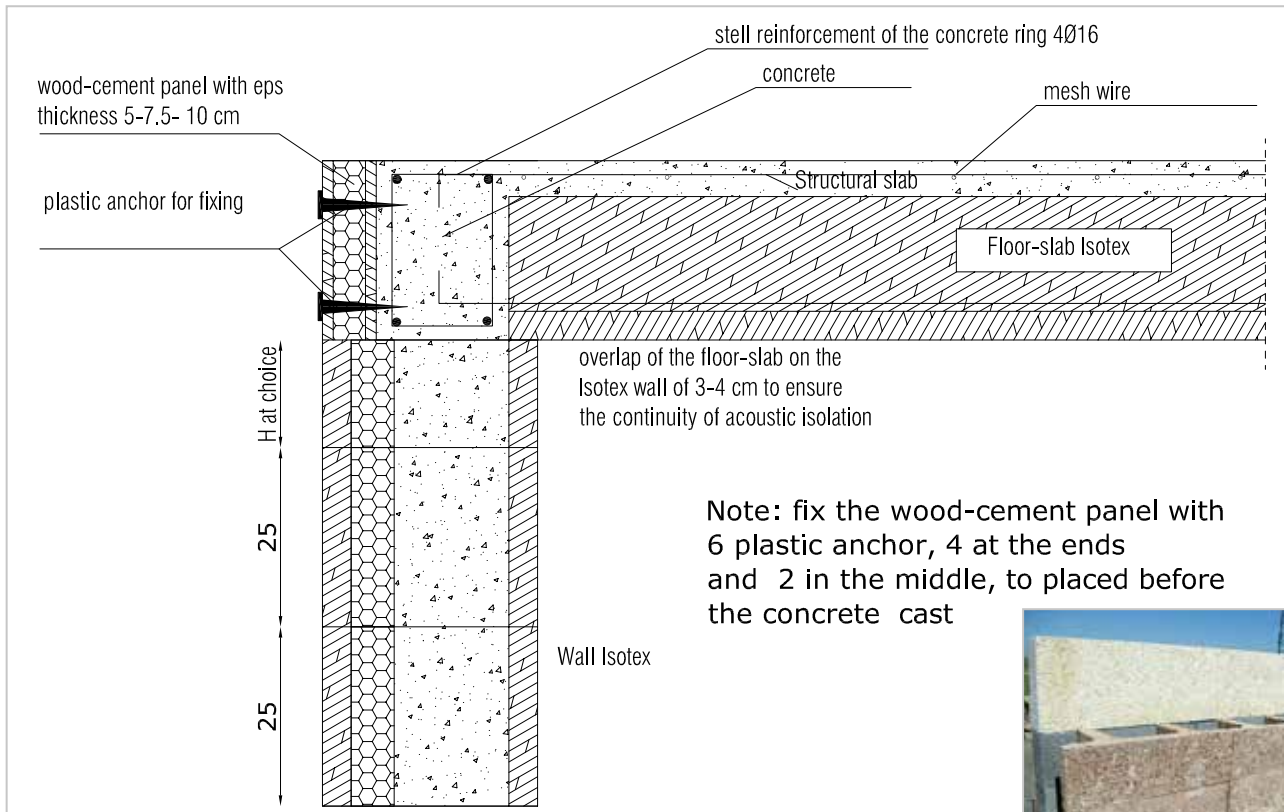 stell reinforcement of the concrete ring 4Ø16
concrete
mesh wire
wood-cement panel with eps
thickness 5-7.5- 10 cm
plastic anchor for fixing
Structural slab
Floor-slab Isotex
overlap of the floor-slab on the
Isotex wall of 3-4 cm to ensure
the continuity of acoustic isolation
H at choice
25
25
Note: fix the wood-cement panel with
6 plastic anchor, 4 at the ends
and 2 in the middle, to placed before
the concrete cast
Wall Isotex